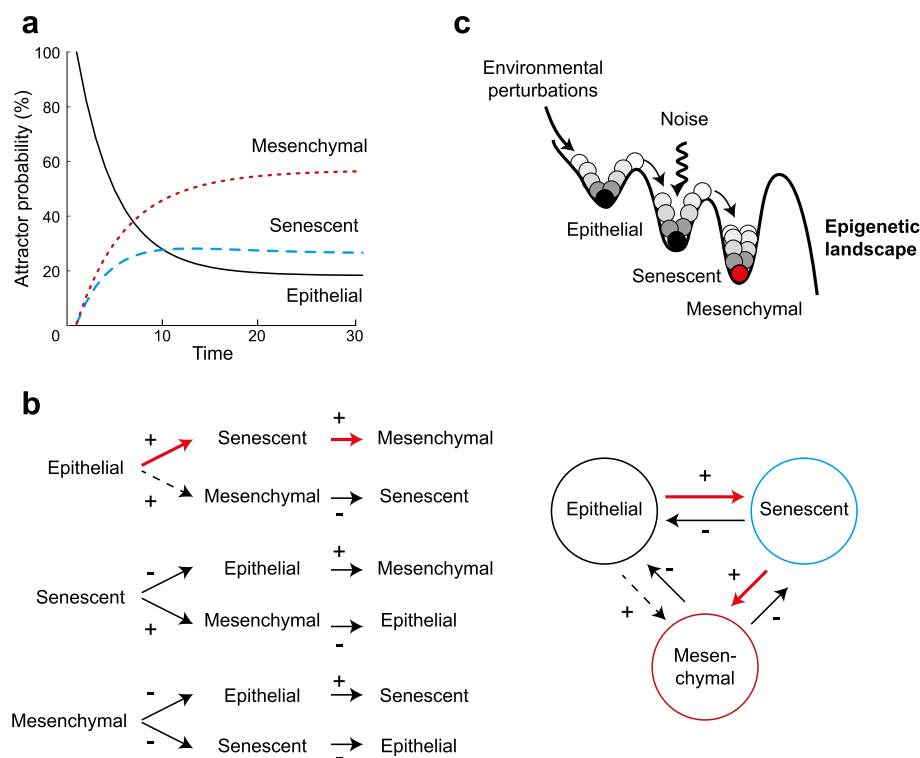 a
100
80
60
40
20
0
10
20
30
Attractor probability (%)
Time
Mesenchymal
Senescent
Epithelial
c
Environmental
perturbations
Noise
Epithelial
Senescent
Mesenchymal
Epigenetic
landscape
b
Epithelial
+
Senescent
+
Mesenchymal
+
Mesenchymal
-
Senescent
Senescent
-
Epithelial
+
Mesenchymal
+
Mesenchymal
-
Epithelial
Mesenchymal
-
Epithelial
+
Senescent
-
Senescent
-
Epithelial
Epithelial
+
-
Senescent
+
-
+
-
Mesen-
chymal